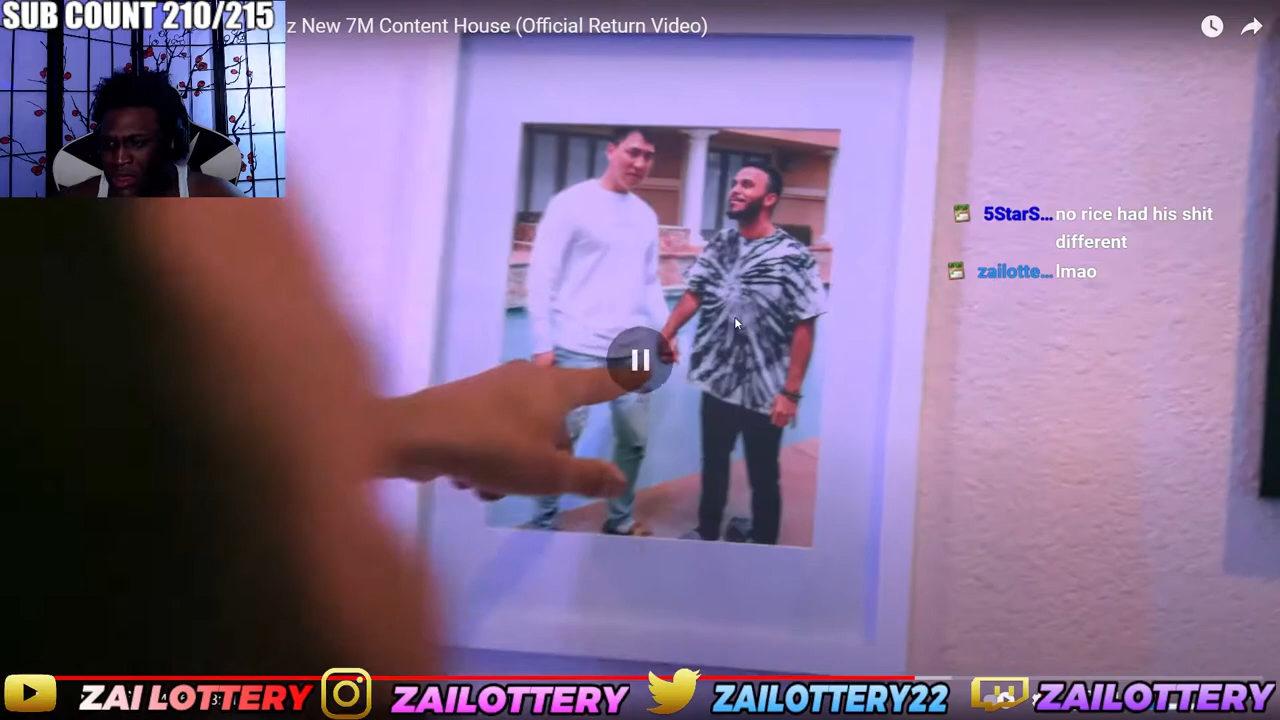 SUB COUNT 210/215
z New 7M Content House (Official Return Video)
5StarS... no rice had his shit
different
zailotte... lmao
ZAI LOTTERY
ZAILOTTERY
ZAILOTTERY22
ZAILOTTERY